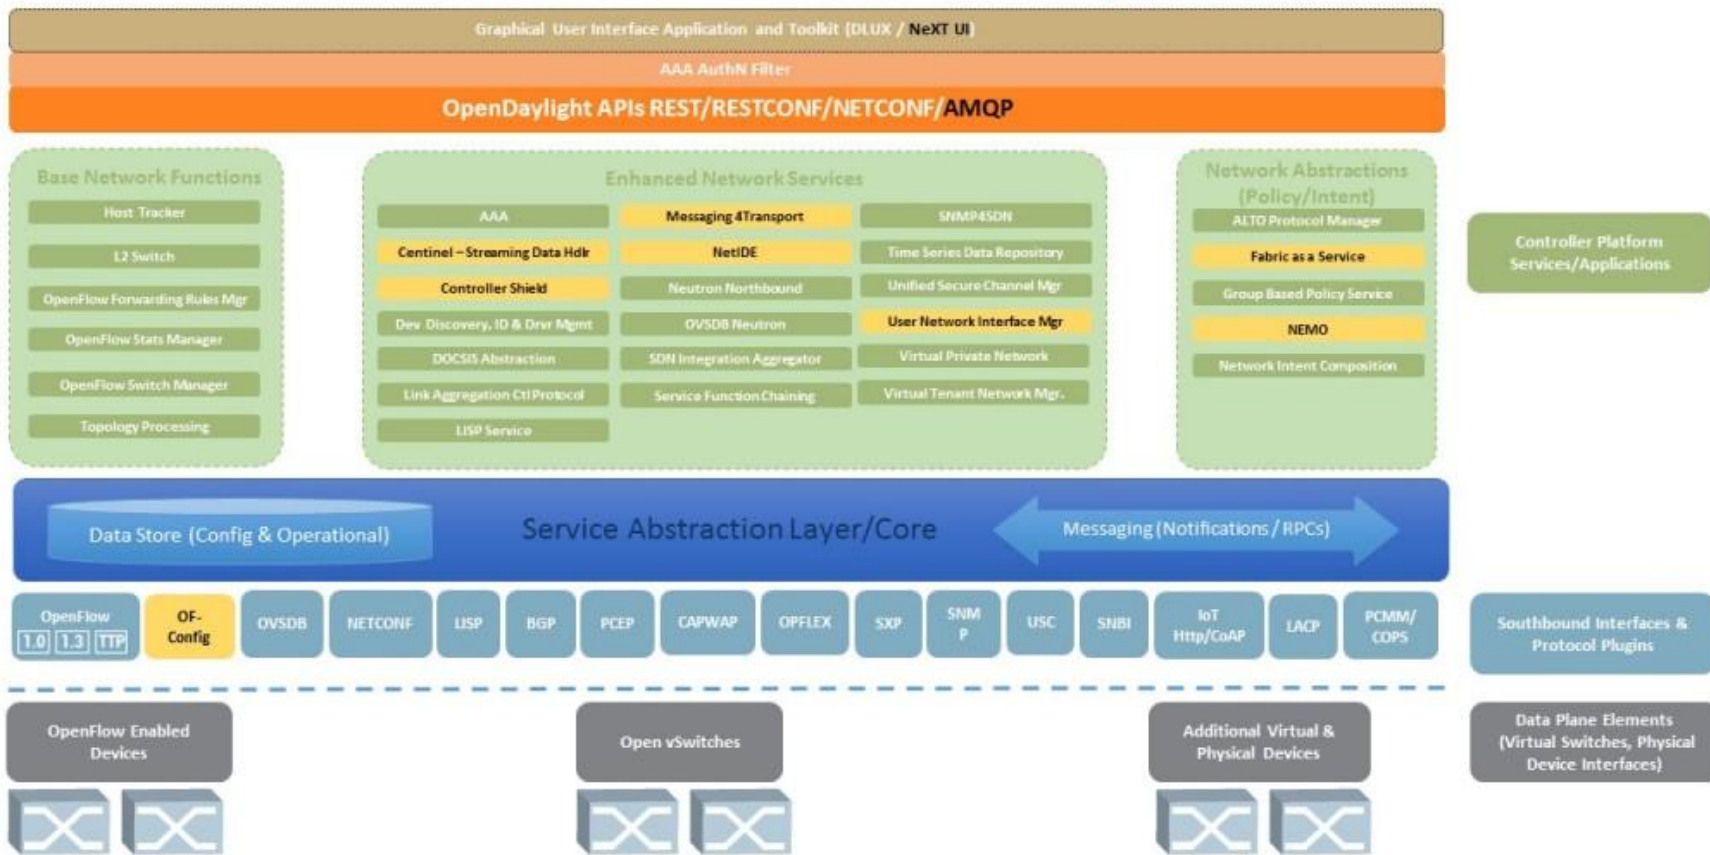 Graphical User Interface Application and Toolkit (DLUX / NeXT UI)
AAA AuthN Filter
OpenDaylight APIs REST/RESTCONF/NETCONF/AMQP
Base Network Functions
Host Tracker
L2 Switch
OpenFlow Forwarding Rules Mgr
OpenFlow Stats Manager
OpenFlow Switch Manager
Topology Processing
Enhanced Network Services
AAA
Centinel – Streaming Data Hdlr
Controller Shield
Dev Discovery, ID & Drvr Mgmt
DOCSIS Abstraction
Link Aggregation Ctl Protocol
LISP Service
Messaging 4Transport
NetIDE
Neutron Northbound
OVSDB Neutron
SDN Integration Aggregator
Service Function Chaining
SNMP4SDN
Time Series Data Repository
Unified Secure Channel Mgr
User Network Interface Mgr
Virtual Private Network
Virtual Tenant Network Mgr.
Network Abstractions
(Policy/Intent)
ALTO Protocol Manager
Fabric as a Service
Group Based Policy Service
NEMO
Network Intent Composition
Controller Platform
Services/Applications
Data Store (Config & Operational)
Service Abstraction Layer/Core
Messaging (Notifications / RPCs)
OpenFlow
1.0 1.3 TTP
OF-
Config
OVSDB
NETCONF
LISP
BGP
PCEP
CAPWAP
OPFLEX
SXP
SNM
P
USC
SNBI
IoT
Http/CoAP
LACP
PCMM/
COPS
Southbound Interfaces &
Protocol Plugins
OpenFlow Enabled
Devices
Open vSwitches
Additional Virtual &
Physical Devices
Data Plane Elements
(Virtual Switches, Physical
Device Interfaces)